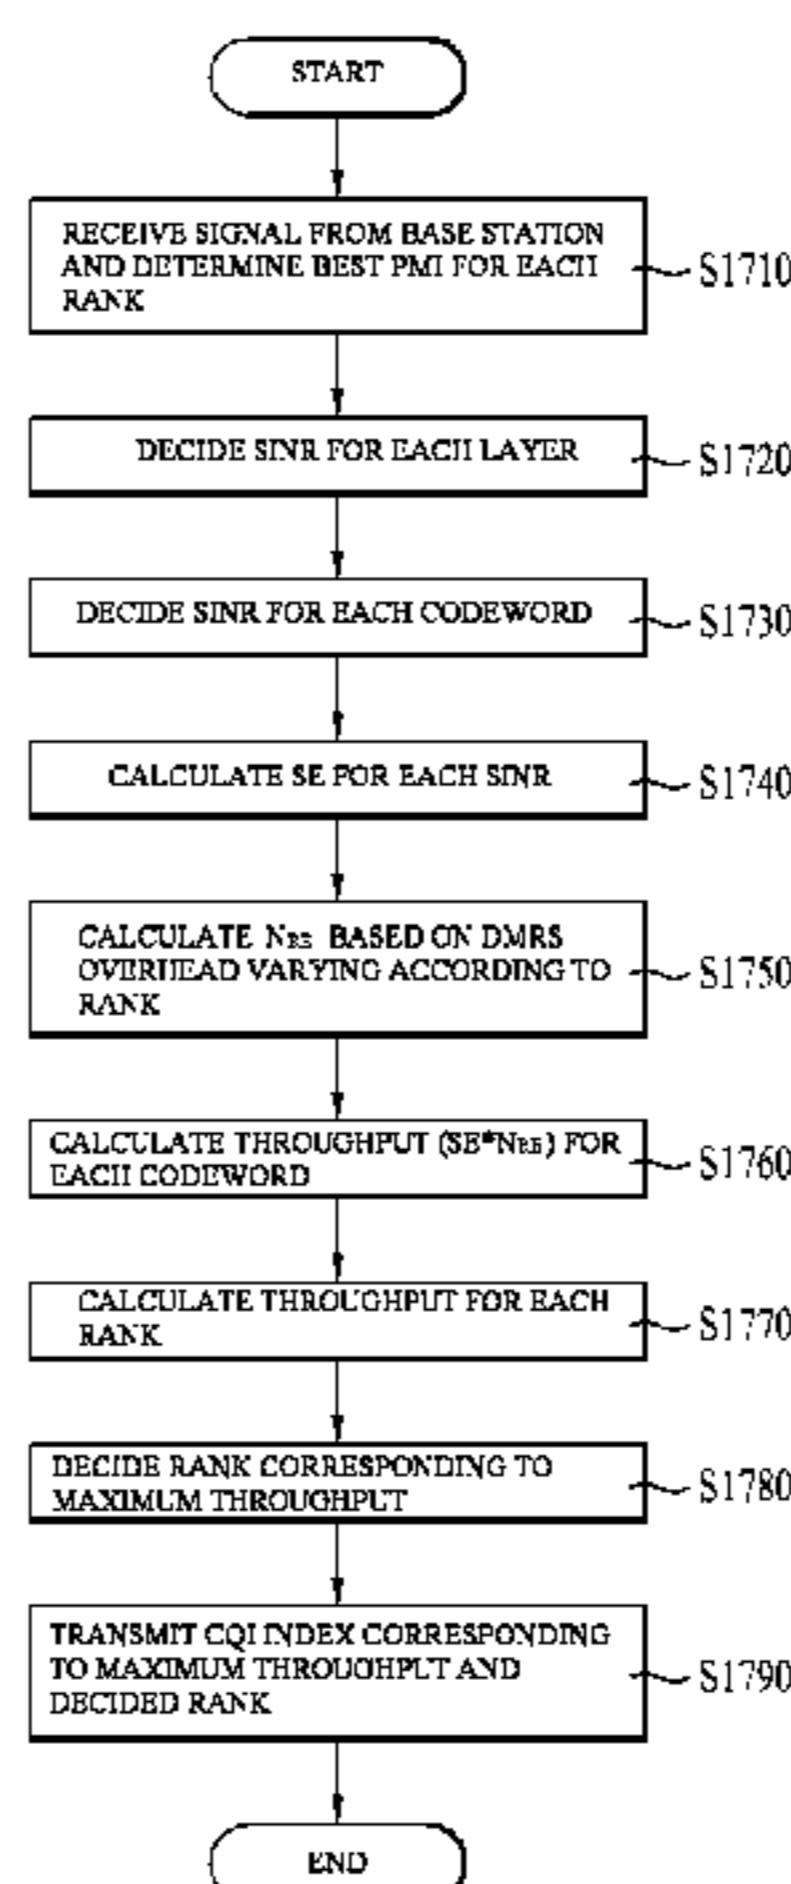 START
RECEIVE SIGNAL FROM BASE STATION
AND DETERMINE BEST PMI FOR EACH
RANK
S1710
DECIDE SINR FOR EACH LAYER
S1720
DECIDE SINR FOR EACH CODEWORD
S1730
CALCULATE SE FOR EACH SINR
S1740
CALCULATE NRE BASED ON DMRS
OVERHEAD VARYING ACCORDING TO
RANK
S1750
CALCULATE THROUGHPUT (SE*NRE) FOR
EACH CODEWORD
S1760
CALCULATE THROUGHPUT FOR EACH
RANK
S1770
DECIDE RANK CORRESPONDING TO
MAXIMUM THROUGHPUT
S1780
TRANSMIT CQI INDEX CORRESPONDING
TO MAXIMUM THROUGHPUT AND
DECIDED RANK
S1790
END